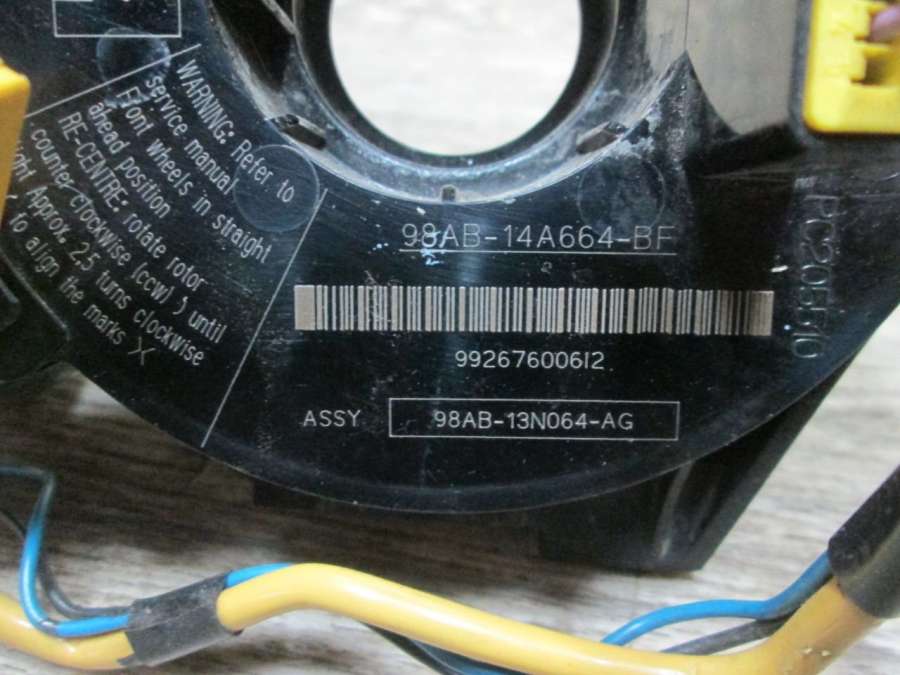 WARNING: Refer to
service manual.
Font wheels in straight
ahead position
RE-CENTRE: rotate rotor
counter clockwise (ccw) ) until
Approx. 2,5 turns clockwise
to align the marks X
98AB-14A664-BF
99267600612
ASSY 98AB-13N064-AG
PC205510